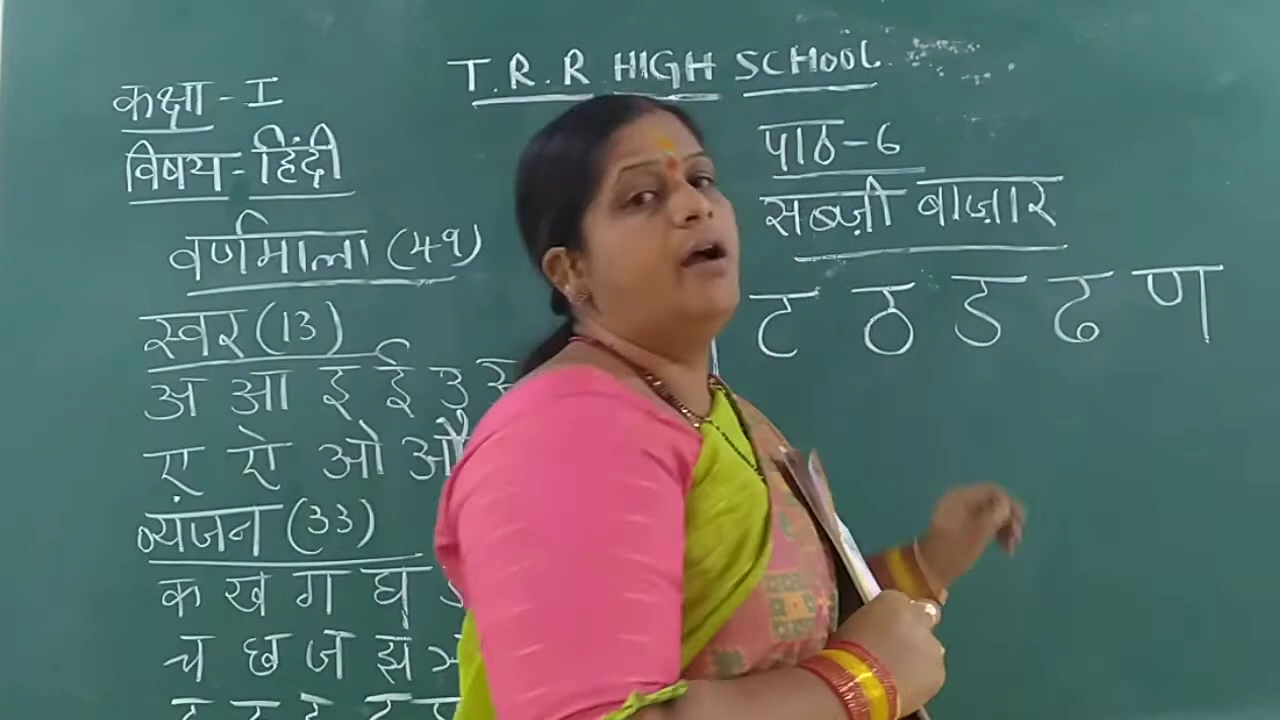 T.R.R HIGH SCHOOL
कक्षा - I
विषय - हिंदी
वर्णमाला (49)
स्वर (13)
अ आ इ ई उ
ए ऐ ओ औ
व्यंजन (33)
क ख ग घ
च छ ज झ
पाठ-6
सब्ज़ी बाज़ार
ट ठ ड ढ ण